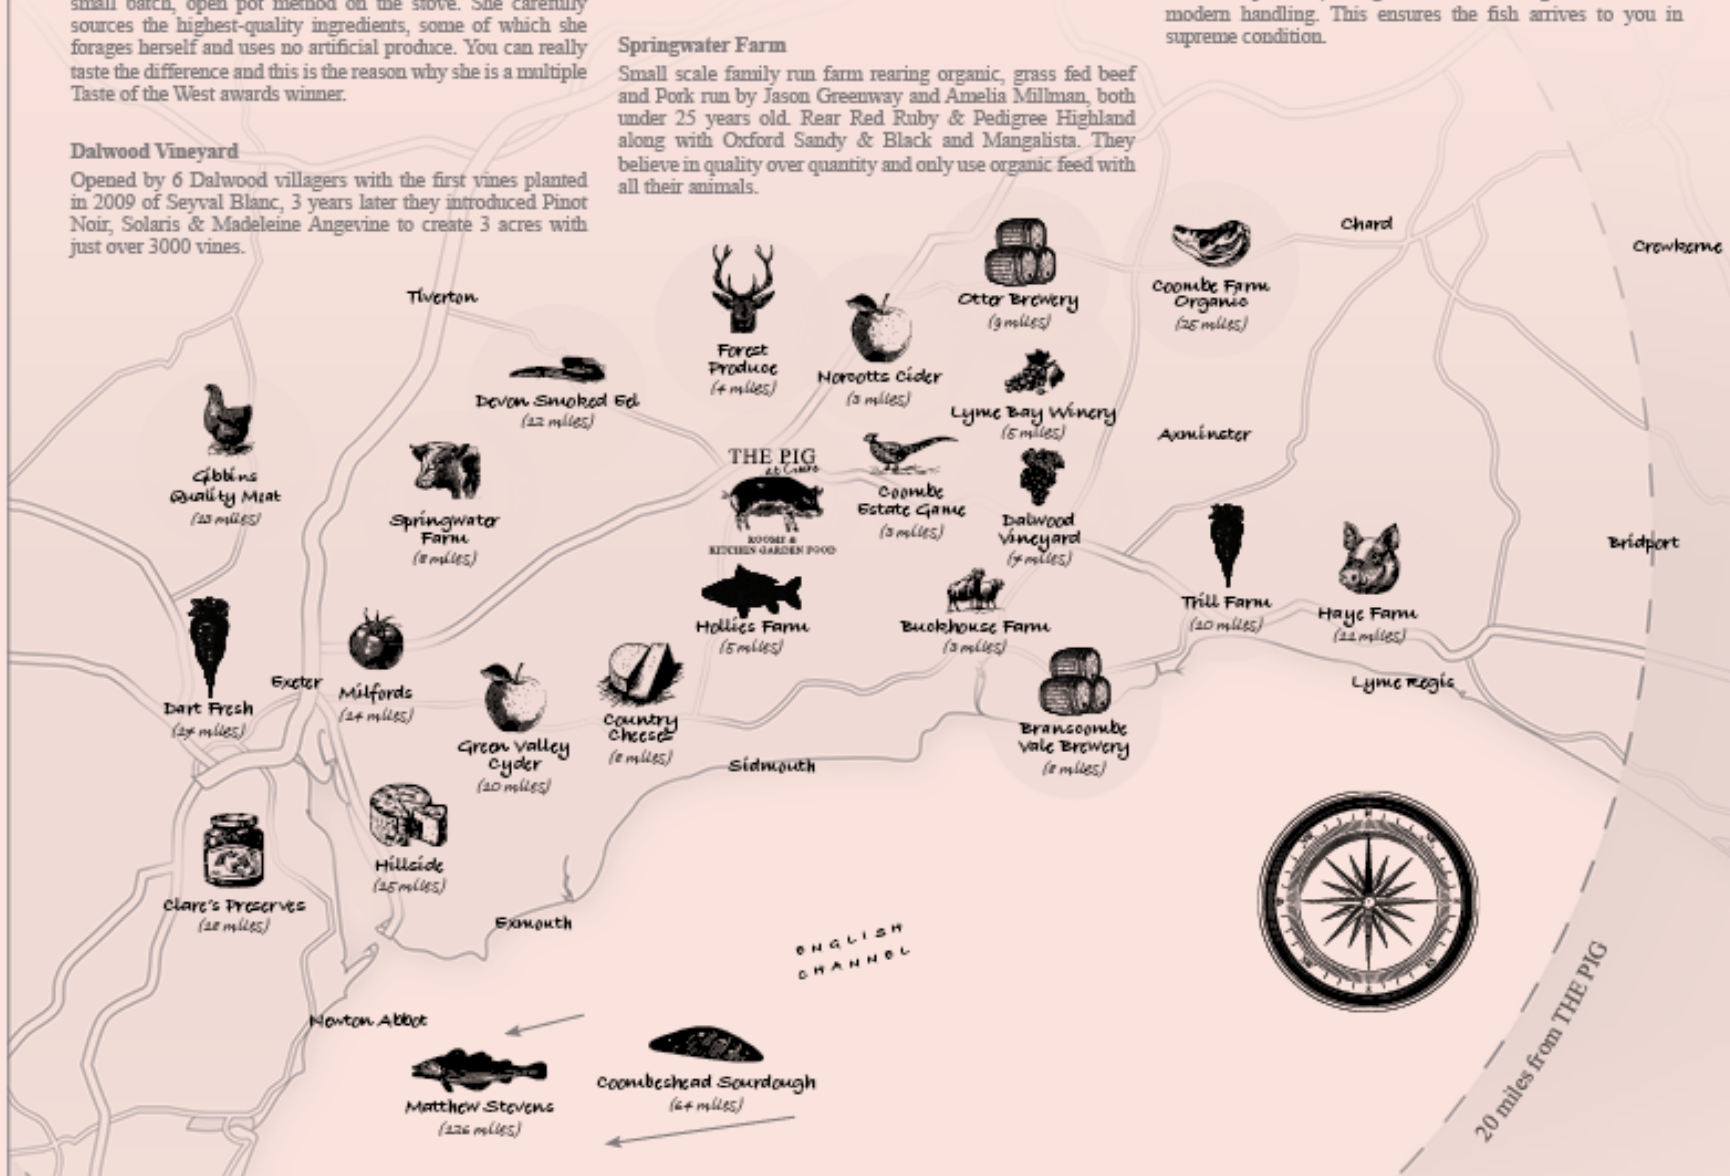 small batch, open pot method on the stove. She carefully
sources the highest-quality ingredients, some of which she
forages herself and uses no artificial produce. You can really
taste the difference and this is the reason why she is a multiple
Taste of the West awards winner.
Dalwood Vineyard
Opened by 6 Dalwood villagers with the first vines planted
in 2009 of Seyval Blanc, 3 years later they introduced Pinot
Noir, Solaris & Madeleine Angevine to create 3 acres with
just over 3000 vines.
Springwater Farm
Small scale family run farm rearing organic, grass fed beef
and Pork run by Jason Greenway and Amelia Millman, both
under 25 years old. Rear Red Ruby & Pedigree Highland
along with Oxford Sandy & Black and Mangalista. They
believe in quality over quantity and only use organic feed with
all their animals.
modern handling. This ensures the fish arrives to you in
supreme condition.
Chard
Crewkerne
Tiverton
Otter Brewery
(9 miles)
Coombe Farm
Organic
(25 miles)
Forest
Produce
(4 miles)
Norcotts Cider
(3 miles)
Devon Smoked Eel
(12 miles)
Lyme Bay Winery
(5 miles)
Axminster
Gibbins
Quality Meat
(13 miles)
Springwater
Farm
(8 miles)
THE PIG
at Combe
ROOMS &
KITCHEN GARDEN FOOD
Coombe
Estate Game
(3 miles)
Dalwood
Vineyard
(7 miles)
Bridport
Trill Farm
(10 miles)
Haye Farm
(11 miles)
Hollies Farm
(5 miles)
Buckhouse Farm
(3 miles)
Lyme Regis
Dart Fresh
(17 miles)
Exeter
Milfords
(14 miles)
Green Valley
Cyder
(10 miles)
Country
Cheeses
(8 miles)
Sidmouth
Branscombe
Vale Brewery
(8 miles)
Hillside
(15 miles)
Clare's Preserves
(18 miles)
Exmouth
ENGLISH
CHANNEL
Newton Abbot
Matthew Stevens
(126 miles)
Coombeshead Sourdough
(64 miles)
20 miles from THE PIG